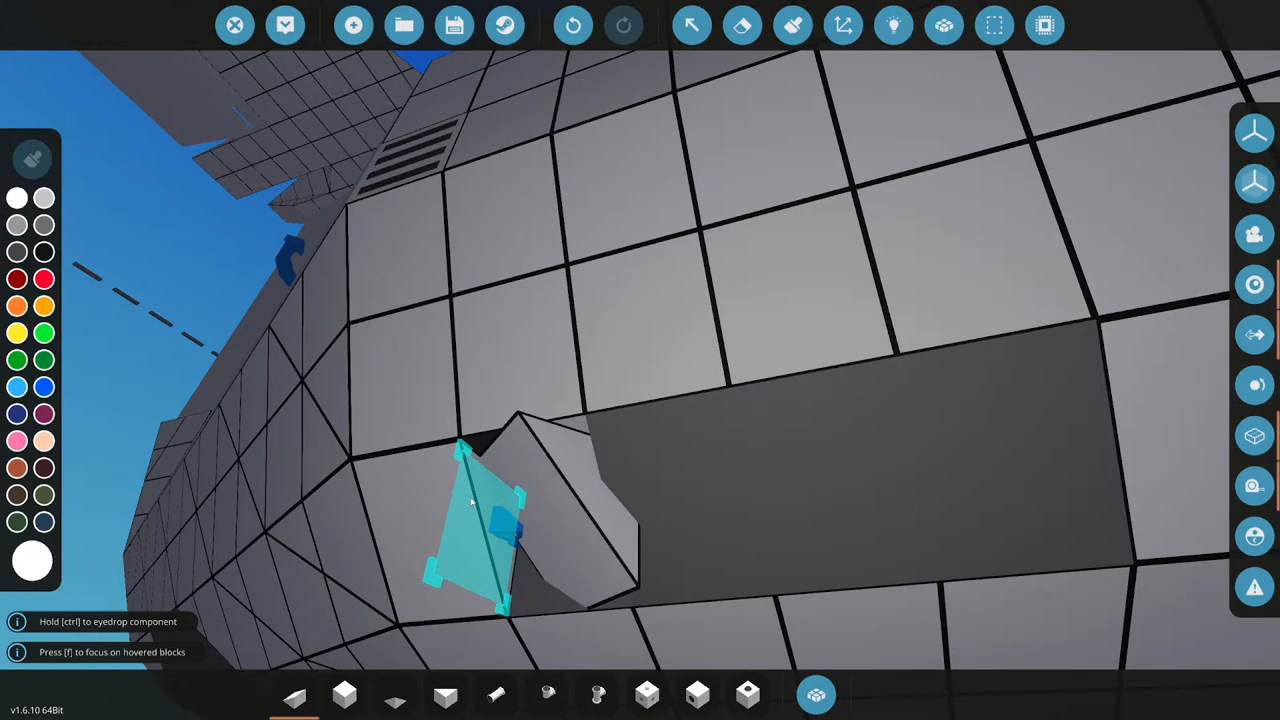 Hold [ctrl] to eyedrop component
Press [f] to focus on hovered blocks
v1.6.10 64Bit